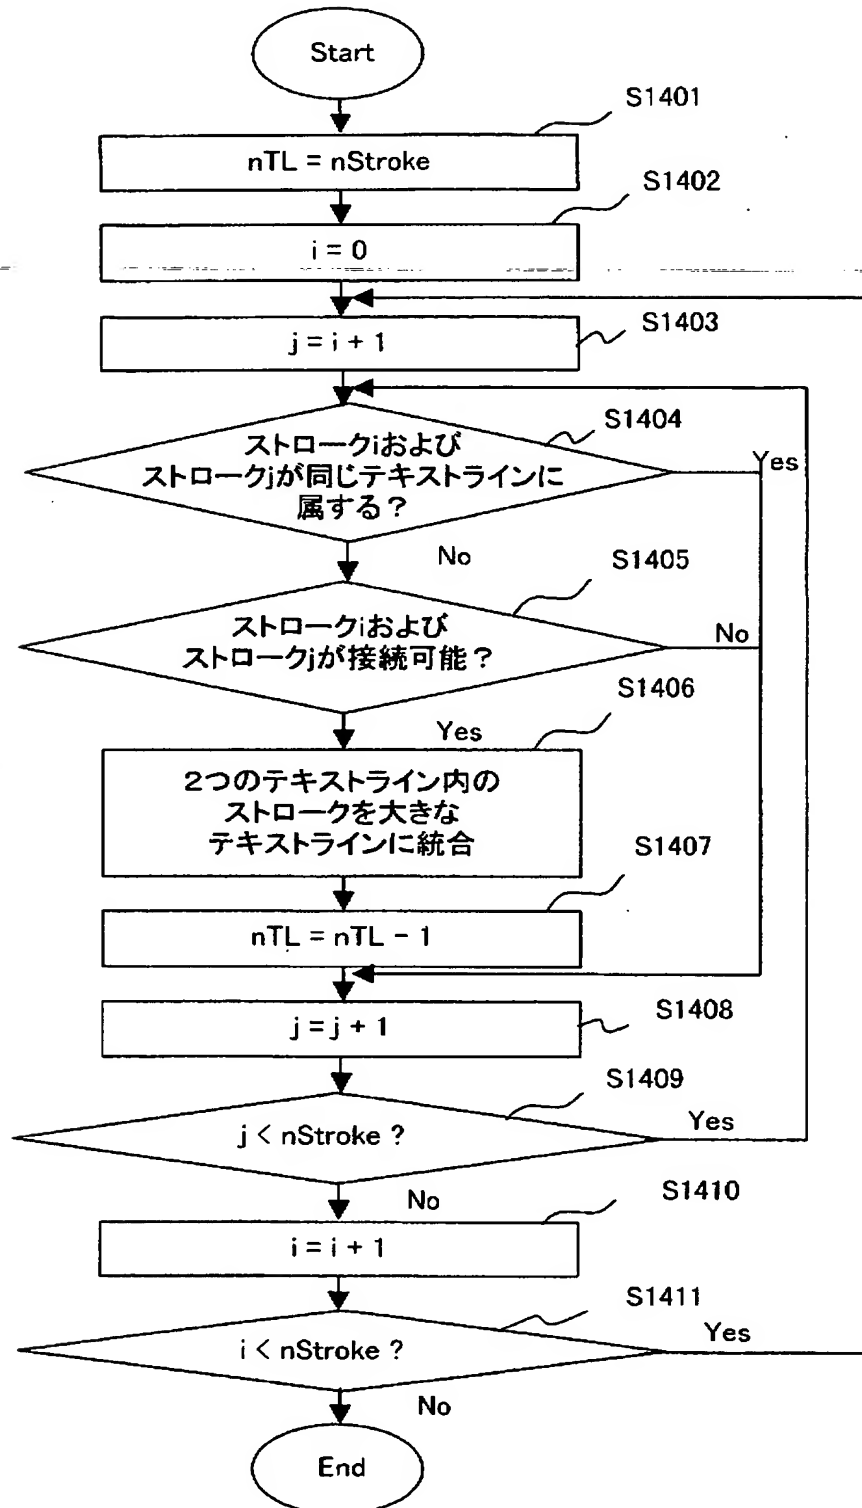 Start
S1401
nTL = nStroke
S1402
i = 0
S1403
j = i + 1
S1404
ストロークiおよび
ストロークjが同じテキストラインに
属する？
Yes
No
S1405
ストロークiおよび
ストロークjが接続可能？
No
S1406
Yes
2つのテキストライン内の
ストロークを大きな
テキストラインに統合
S1407
nTL = nTL - 1
S1408
j = j + 1
S1409
j < nStroke ?
Yes
No
S1410
i = i + 1
S1411
i < nStroke ?
Yes
No
End